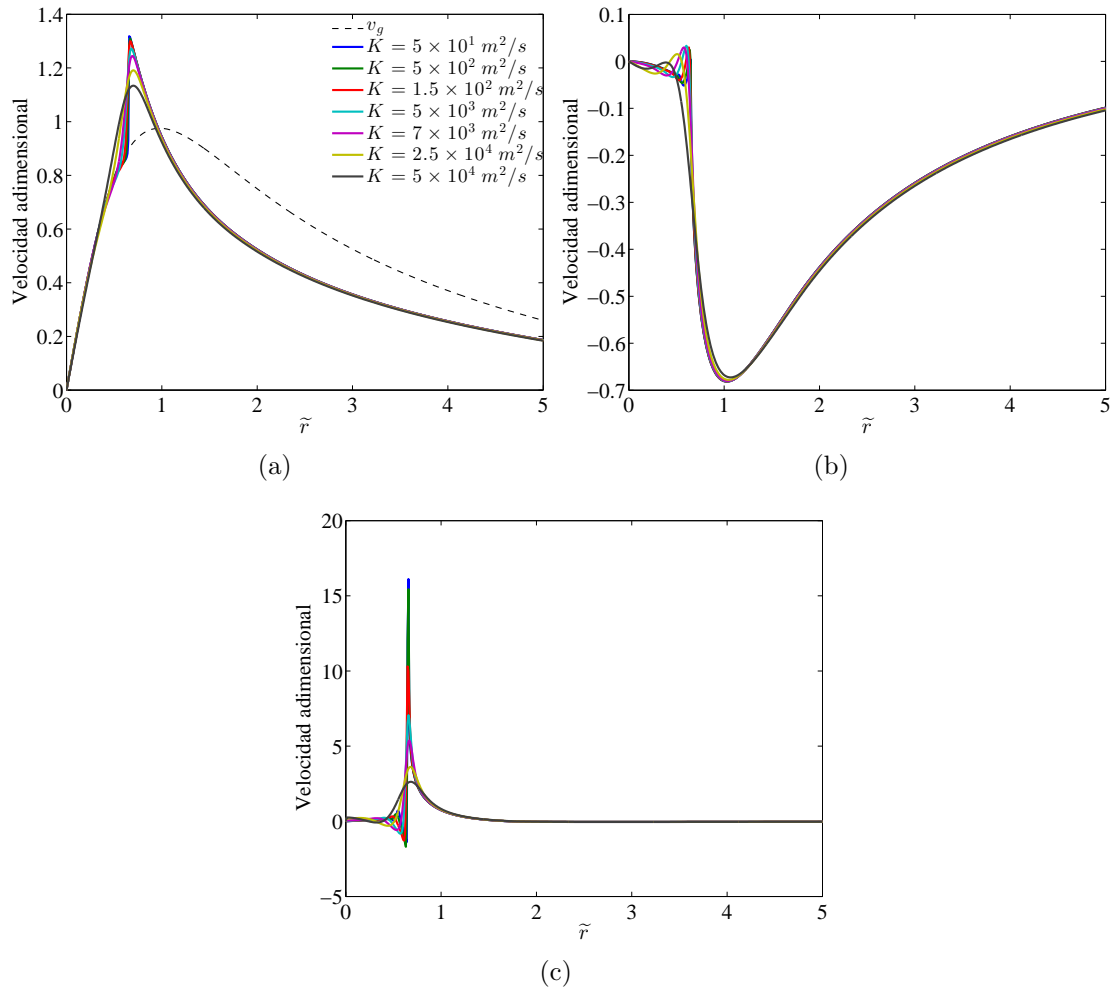 Velocidad adimensional
1.4
1.2
1
0.8
0.6
0.4
0.2
0
v_g
K = 5 × 10^1 m^2/s
K = 5 × 10^2 m^2/s
K = 1.5 × 10^2 m^2/s
K = 5 × 10^3 m^2/s
K = 7 × 10^3 m^2/s
K = 2.5 × 10^4 m^2/s
K = 5 × 10^4 m^2/s
0 1 2 3 4 5
r̃
(a)
Velocidad adimensional
0.1
0
−0.1
−0.2
−0.3
−0.4
−0.5
−0.6
−0.7
0 1 2 3 4 5
r̃
(b)
Velocidad adimensional
20
15
10
5
0
−5
0 1 2 3 4 5
r̃
(c)